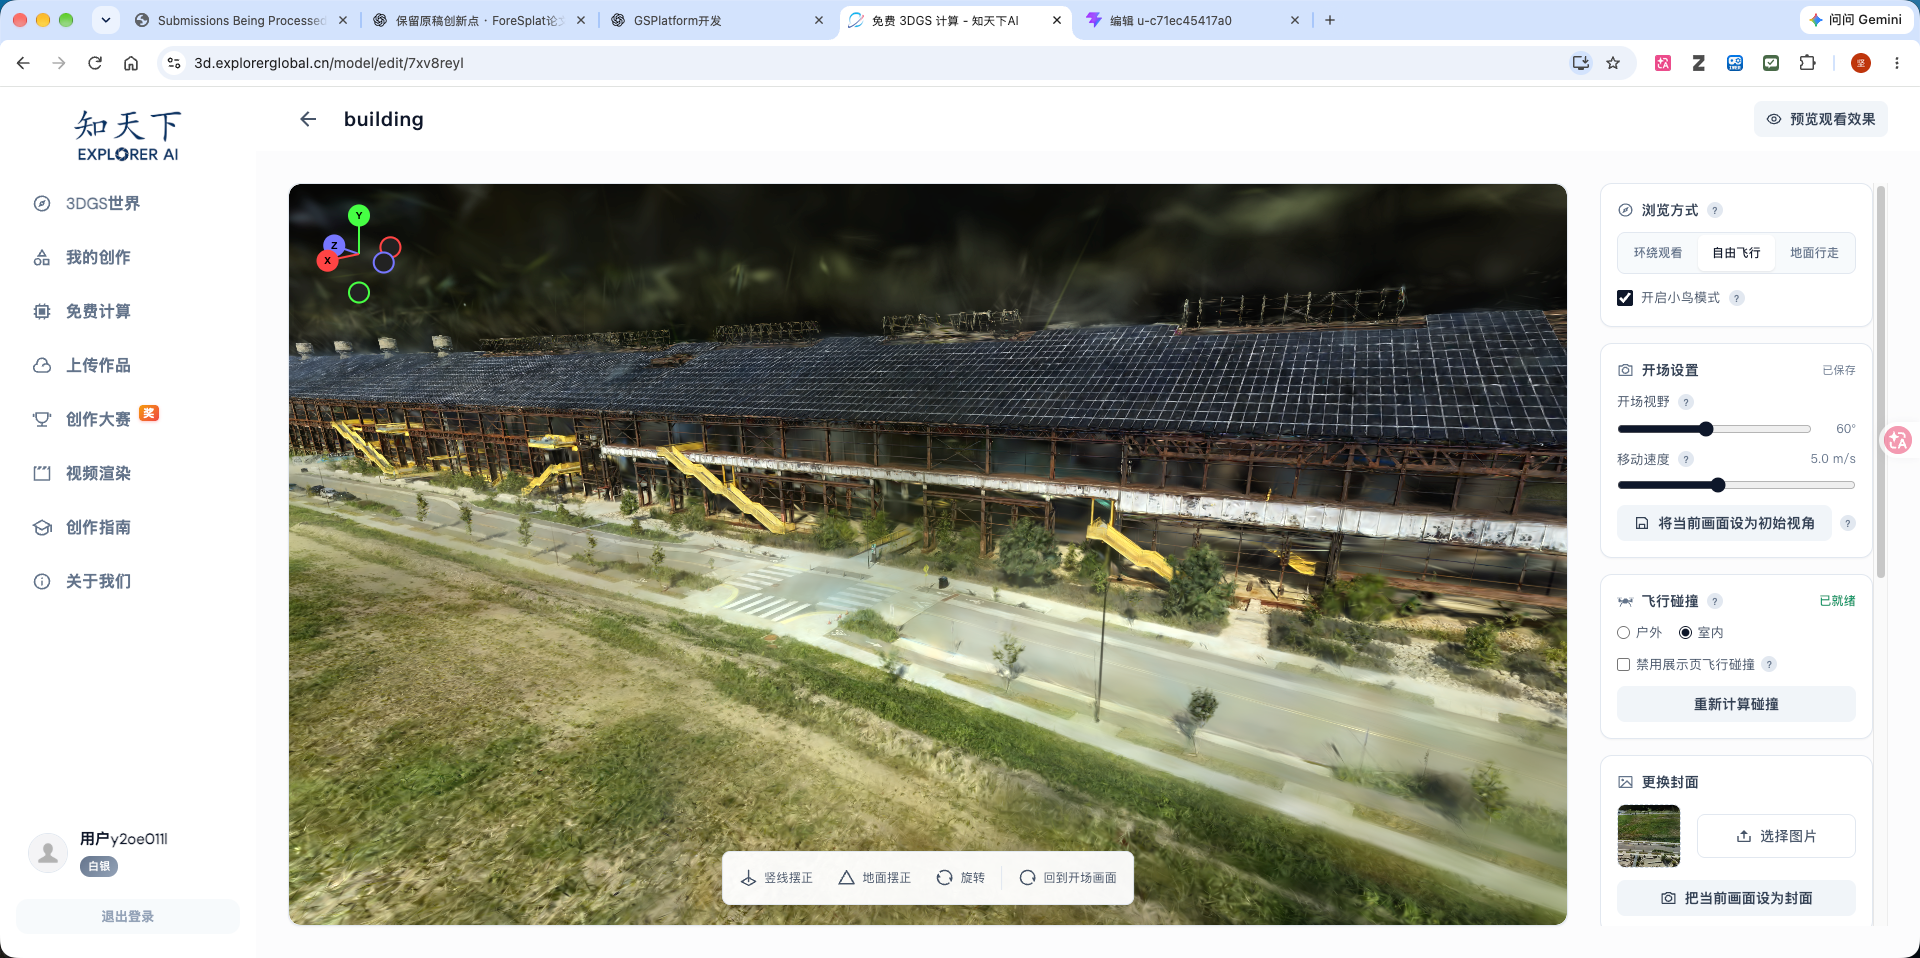 Submissions Being Processed
保留原稿创新点 · ForeSplat论
GSPlatform开发
免费 3DGS 计算 - 知天下AI
编辑 u-c71ec45417a0
问问 Gemini
3d.explorerglobal.cn/model/edit/7xv8reyl
坚
知天下
EXPLORER AI
building
预览观看效果
3DGS世界
我的创作
免费计算
上传作品
创作大赛
奖
视频渲染
创作指南
关于我们
用户y2oe011l
白银
退出登录
Y
Z
X
竖线摆正
地面摆正
旋转
回到开场画面
浏览方式 ?
环绕观看
自由飞行
地面行走
开启小鸟模式 ?
开场设置
已保存
开场视野 ?
60°
移动速度 ?
5.0 m/s
将当前画面设为初始视角 ?
飞行碰撞 ?
已就绪
户外
室内
禁用展示页飞行碰撞 ?
重新计算碰撞
更换封面
选择图片
把当前画面设为封面